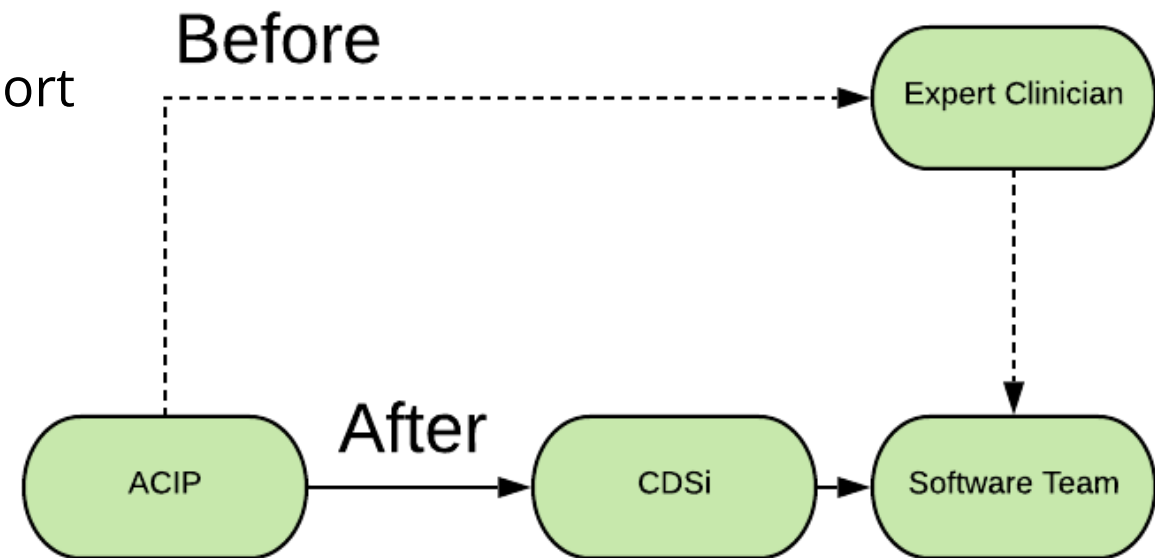 Before
ort
Expert Clinician
After
ACIP
CDSi
Software Team